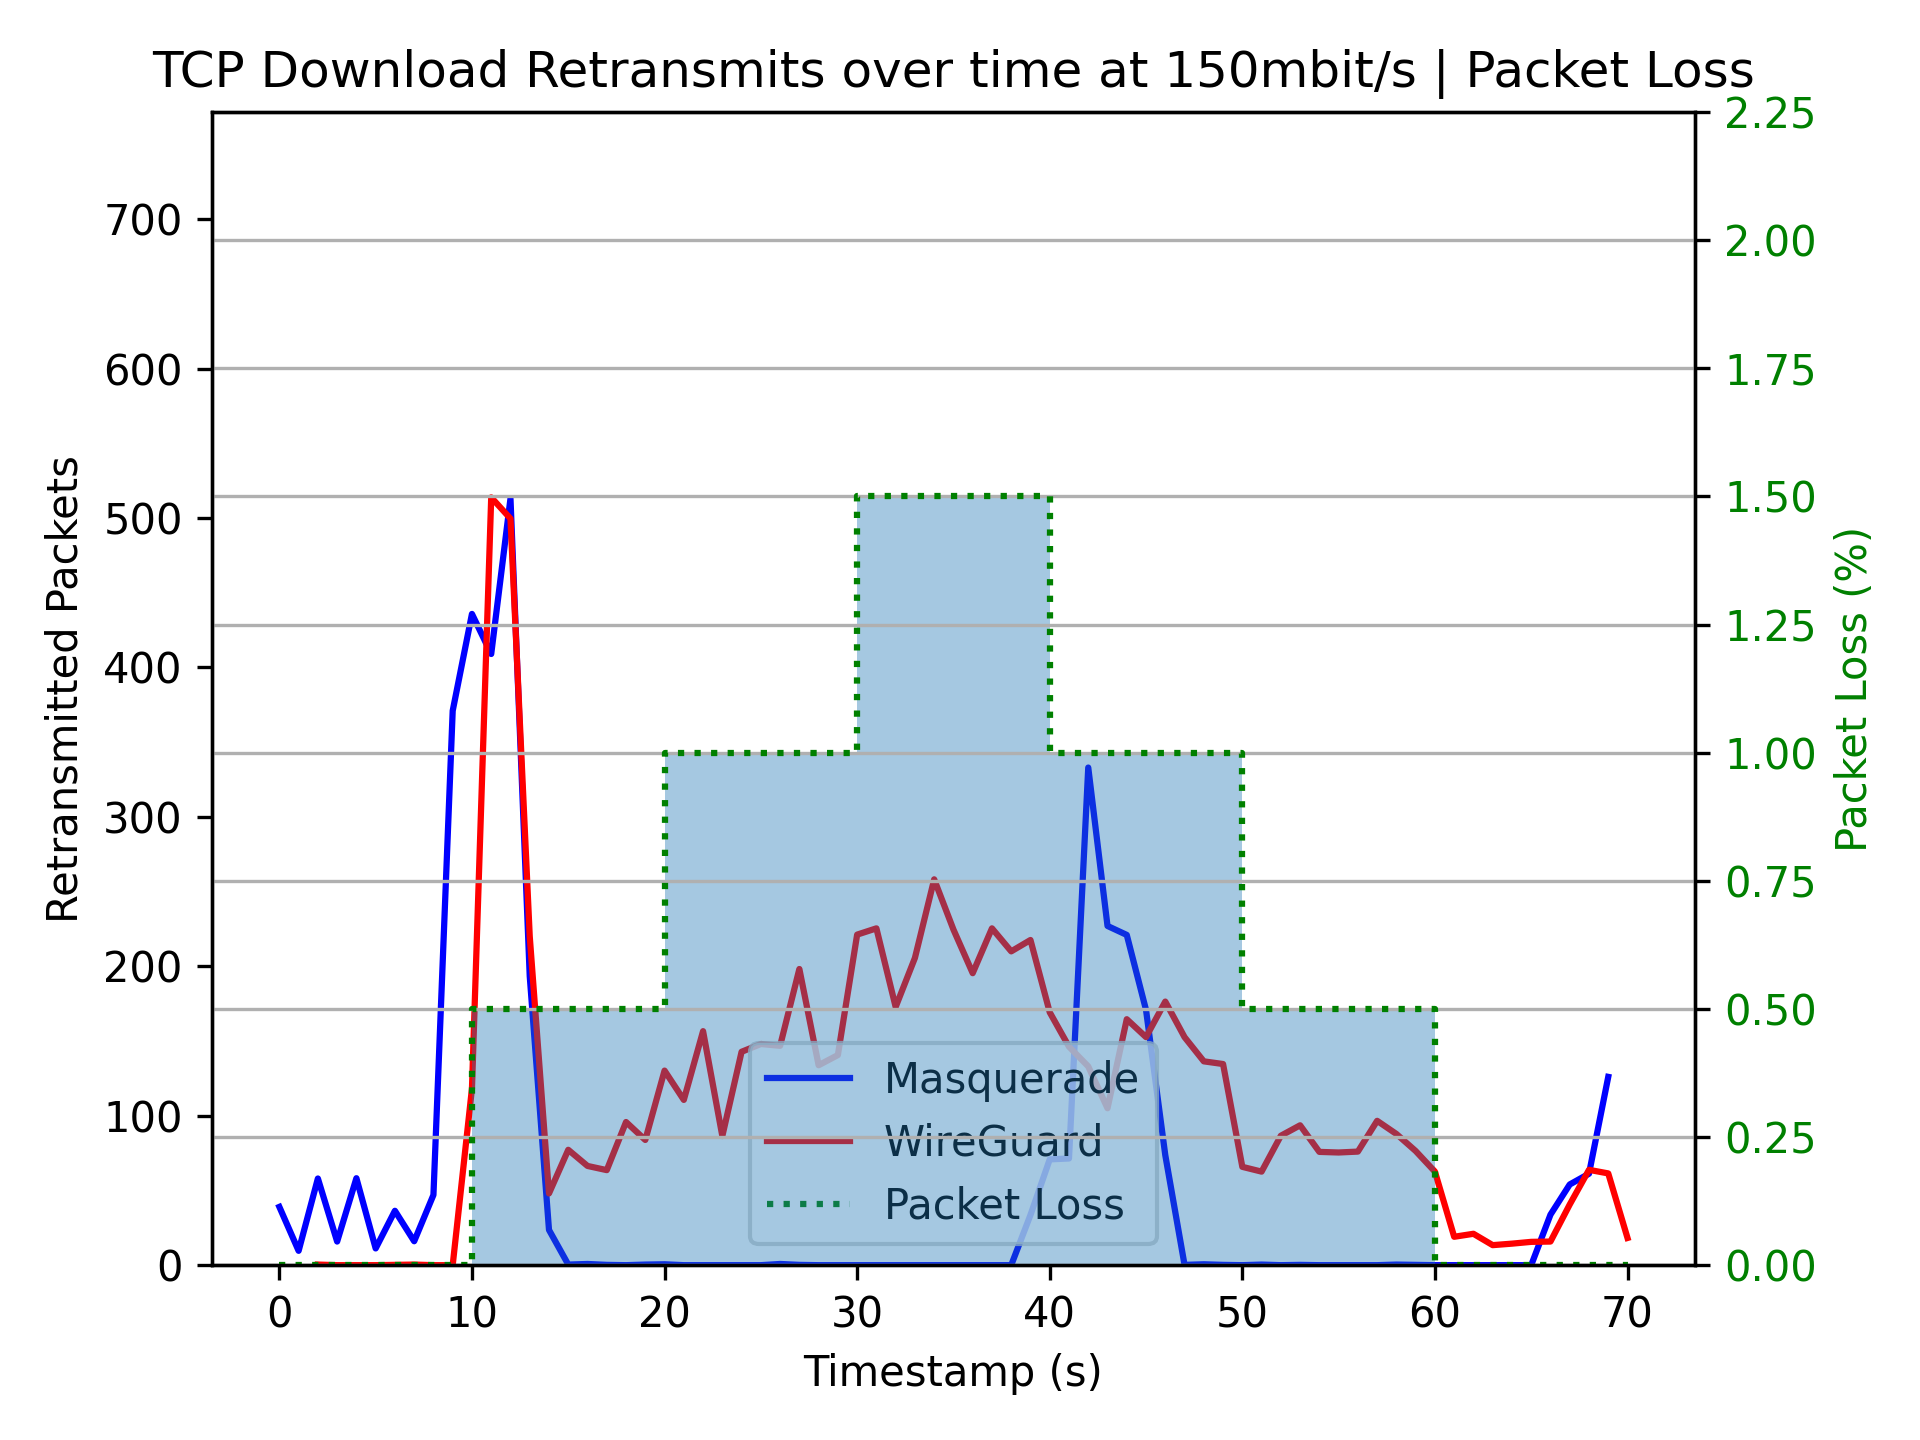 TCP Download Retransmits over time at 150mbit/s | Packet Loss
Retransmitted Packets
700
600
500
400
300
200
100
0
2.25
2.00
1.75
1.50
1.25
1.00
0.75
0.50
0.25
0.00
Packet Loss (%)
Masquerade
WireGuard
Packet Loss
0 10 20 30 40 50 60 70
Timestamp (s)